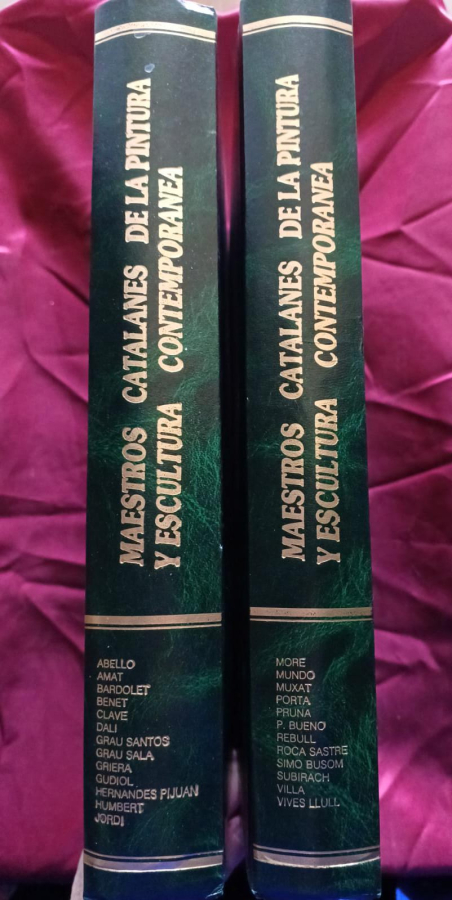 MAESTROS CATALANES DE LA PINTURA
Y ESCULTURA CONTEMPORANEA
ABELLO
AMAT
BARDOLET
BENET
CLAVE
DALI
GRAU SANTOS
GRAU SALA
GRIERA
GUDIOL
HERNANDES PIJUAN
HUMBERT
JORDI
MAESTROS CATALANES DE LA PINTURA
Y ESCULTURA CONTEMPORANEA
MORE
MUNDO
MUXAT
PORTA
PRUNA
P. BUENO
REBULL
ROCA SASTRE
SIMO BUSOM
SUBIRACH
VILLA
VIVES LLULL